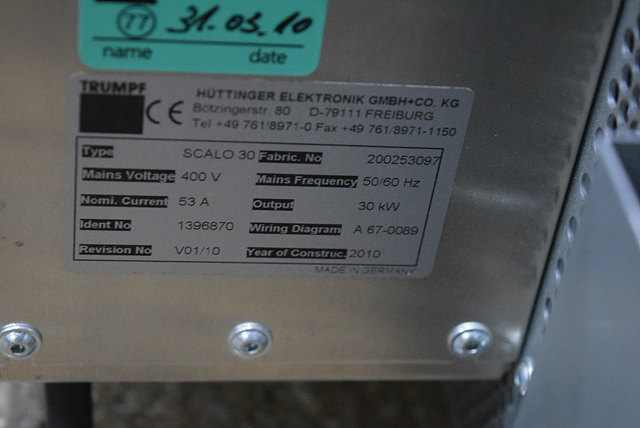 77 31.03.10
name date
TRUMPF
CE HÜTTINGER ELEKTRONIK GMBH+CO. KG
Bötzingerstr. 80 D-79111 FREIBURG
Tel +49 761/8971-0 Fax +49 761/8971-1150
Type SCALO 30 Fabric. No 200253097
Mains Voltage 400 V Mains Frequency 50/60 Hz
Nomi. Current 53 A Output 30 kW
Ident No 1396870 Wiring Diagram A 67-0089
Revision No V01/10 Year of Construc. 2010
MADE IN GERMANY